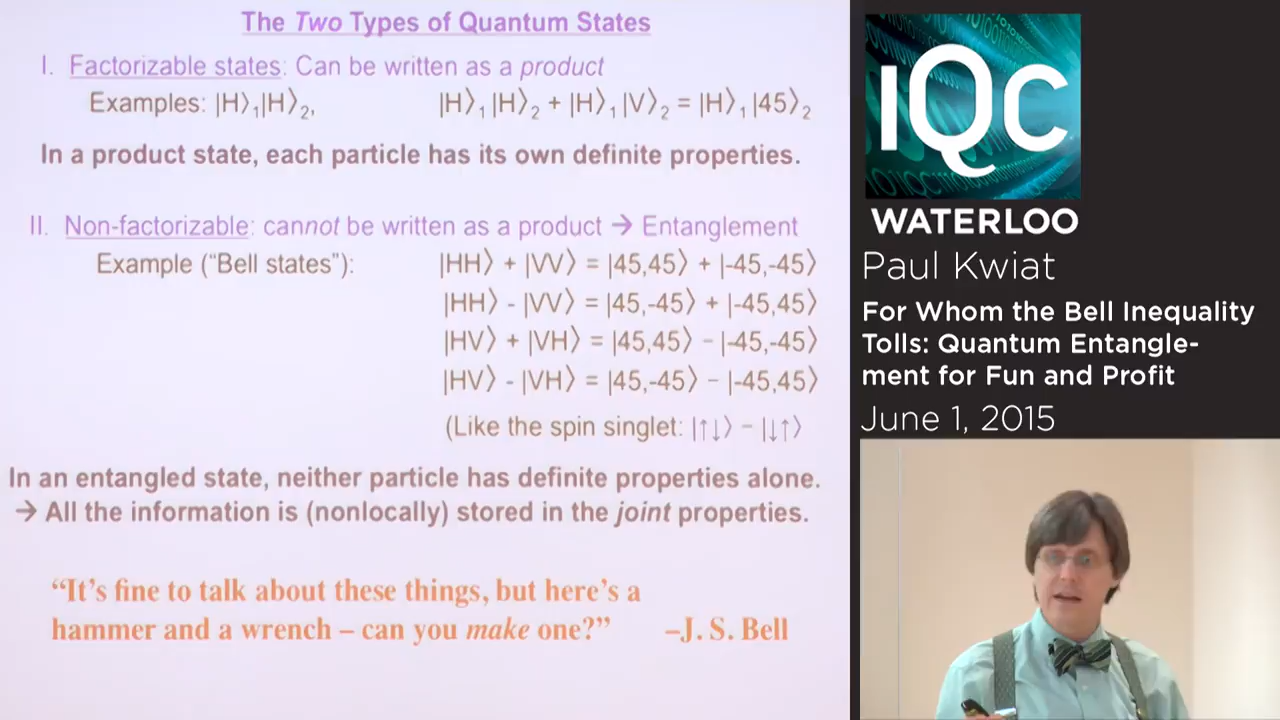 The Two Types of Quantum States
I. Factorizable states: Can be written as a product
Examples: |H⟩₁|H⟩₂, |H⟩₁|H⟩₂ + |H⟩₁|V⟩₂ = |H⟩₁|45⟩₂
In a product state, each particle has its own definite properties.
II. Non-factorizable: cannot be written as a product → Entanglement
Example (“Bell states”): |HH⟩ + |VV⟩ = |45,45⟩ + |-45,-45⟩
|HH⟩ - |VV⟩ = |45,-45⟩ + |-45,45⟩
|HV⟩ + |VH⟩ = |45,45⟩ − |-45,-45⟩
|HV⟩ - |VH⟩ = |45,-45⟩ − |-45,45⟩
(Like the spin singlet: |↑↓⟩ − |↓↑⟩
In an entangled state, neither particle has definite properties alone.
→ All the information is (nonlocally) stored in the joint properties.
“It’s fine to talk about these things, but here’s a
hammer and a wrench – can you make one?” –J. S. Bell
IQC
WATERLOO
Paul Kwiat
For Whom the Bell Inequality
Tolls: Quantum Entangle-
ment for Fun and Profit
June 1, 2015